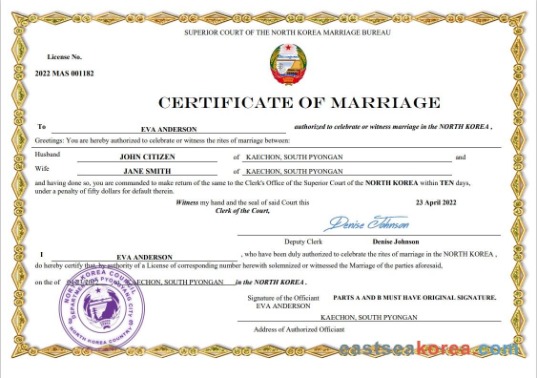 SUPERIOR COURT OF THE NORTH KOREA MARRIAGE BUREAU
License No.
2022 MAS 001182
CERTIFICATE OF MARRIAGE
To EVA ANDERSON authorized to celebrate or witness marriage in the NORTH KOREA ,
Greetings: You are hereby authorized to celebrate or witness the rites of marriage between:
Husband JOHN CITIZEN of KAECHON, SOUTH PYONGAN and
Wife JANE SMITH of KAECHON, SOUTH PYONGAN
and having done so, you are commanded to make return of the same to the Clerk's Office of the Superior Court of the NORTH KOREA within TEN days,
under a penalty of fifty dollars for default therein.
Witness my hand and the seal of said Court this 23 April 2022
Clerk of the Court,
Denise Johnson
Deputy Clerk Denise Johnson
I EVA ANDERSON , who have been duly authorized to celebrate the rites of marriage in the NORTH KOREA ,
do hereby certify that, by authority of a License of corresponding number herewith solemnized or witnessed the Marriage of the parties aforesaid,
on the of KAECHON, SOUTH PYONGAN in the NORTH KOREA .
NORTH KOREA COUNCIL
DEPARTMENT PYONGYANG CITY
NORTH KOREA COUNTRY
Signature of the Officiant PARTS A AND B MUST HAVE ORIGINAL SIGNATURE.
EVA ANDERSON
KAECHON, SOUTH PYONGAN
Address of Authorized Officiant
eastseakorea.com